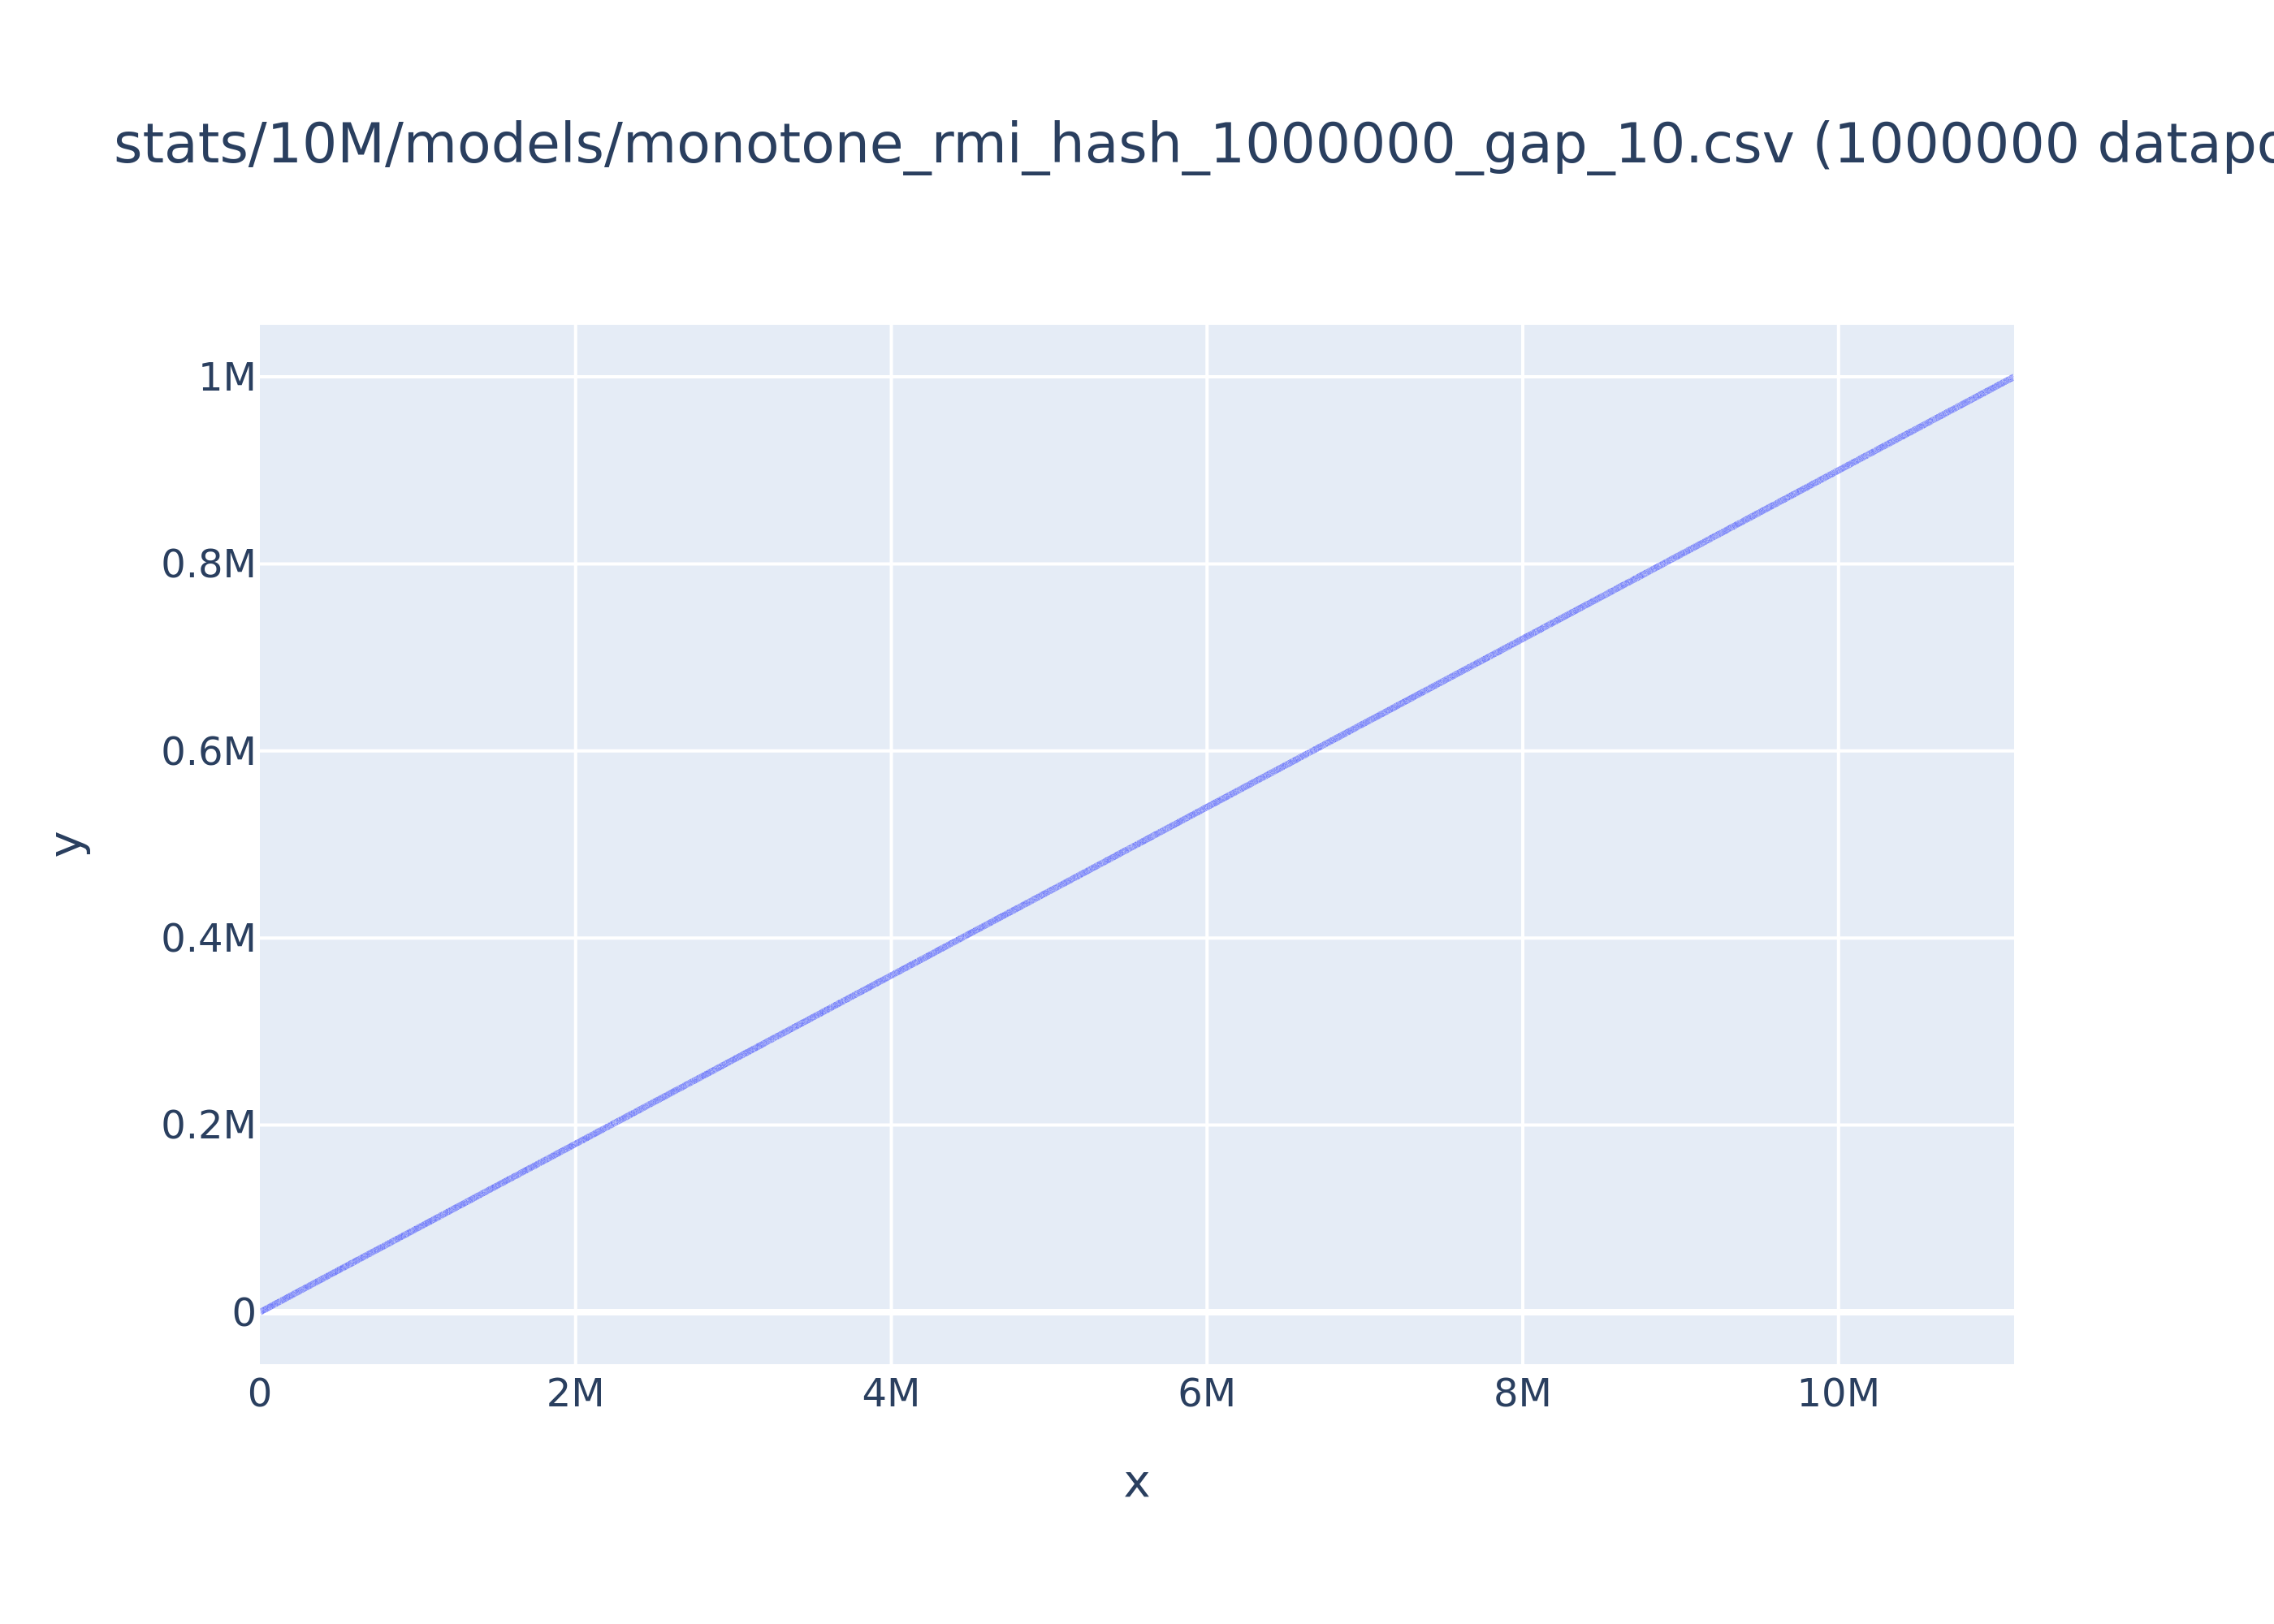 stats/10M/models/monotone_rmi_hash_1000000_gap_10.csv (1000000
1M
0.8M
0.6M
0.4M
0.2M
0
y
0
2M
4M
6M
8M
10M
x